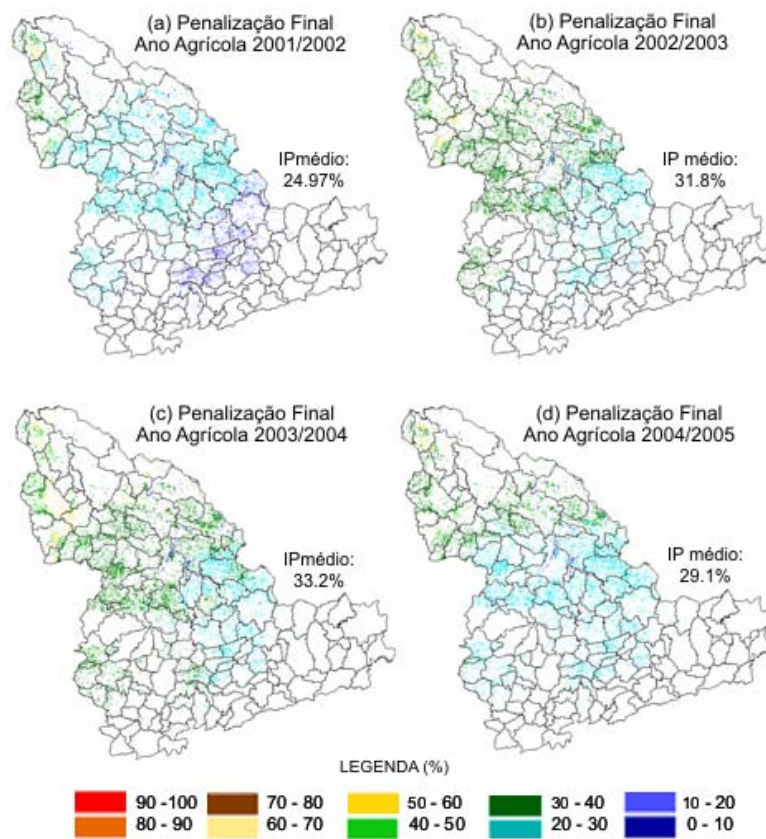 (a) Penalização Final
Ano Agrícola 2001/2002
IPmédio:
24.97%
(b) Penalização Final
Ano Agrícola 2002/2003
IP médio:
31.8%
(c) Penalização Final
Ano Agrícola 2003/2004
IPmédio:
33.2%
(d) Penalização Final
Ano Agrícola 2004/2005
IP médio:
29.1%
LEGENDA (%)
90 -100 70 - 80 50 - 60 30 - 40 10 - 20
80 - 90 60 - 70 40 - 50 20 - 30 0 - 10